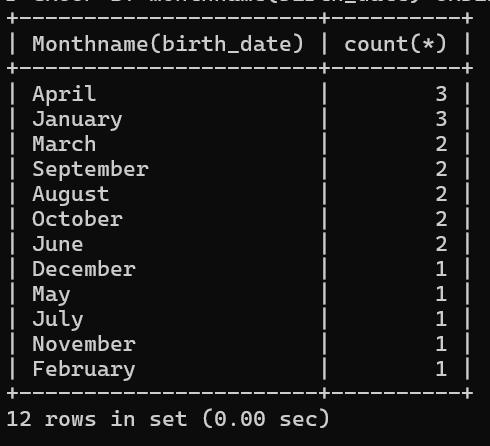 +-----------------------+----------+
| Monthname(birth_date) | count(*) |
+-----------------------+----------+
| April                 |        3 |
| January               |        3 |
| March                 |        2 |
| September             |        2 |
| August                |        2 |
| October               |        2 |
| June                  |        2 |
| December              |        1 |
| May                   |        1 |
| July                  |        1 |
| November              |        1 |
| February              |        1 |
+-----------------------+----------+
12 rows in set (0.00 sec)